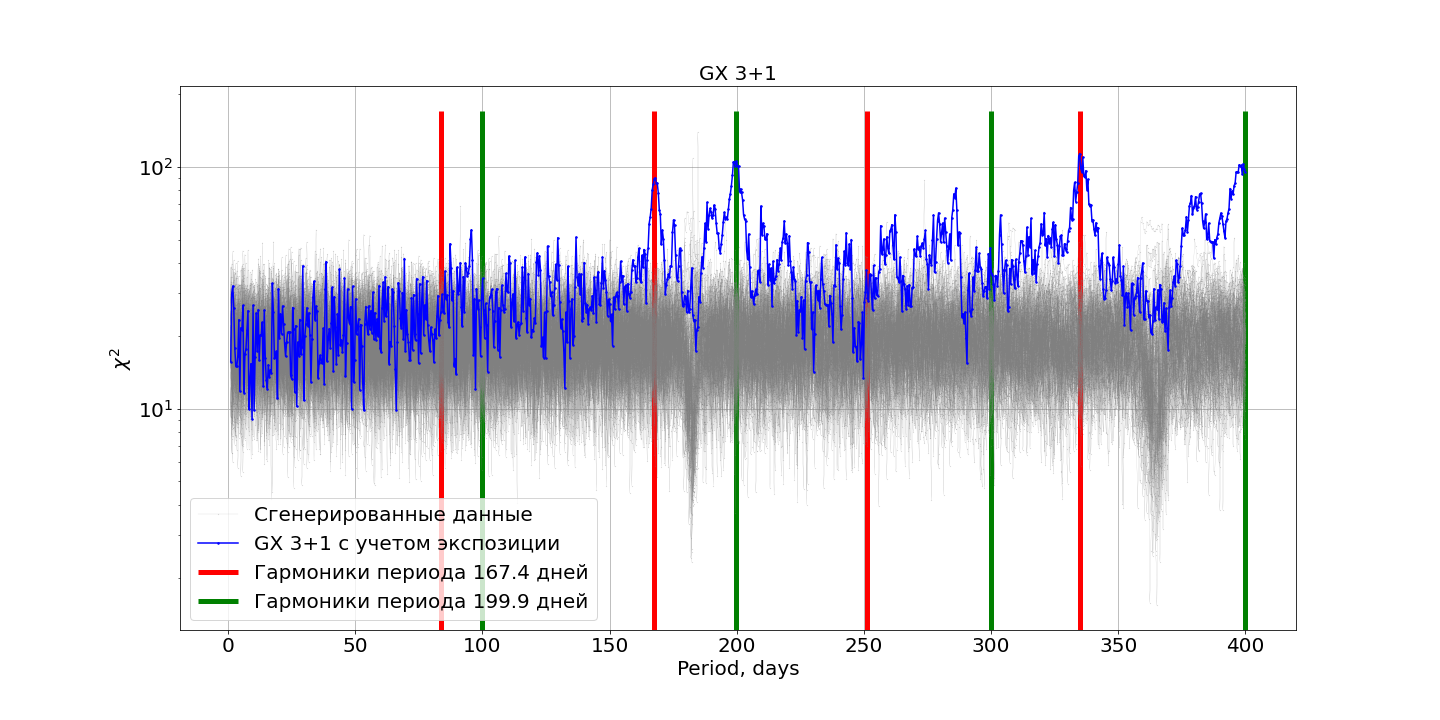 GX 3+1
10²
χ²
10¹
Сгенерированные данные
GX 3+1 с учетом экспозиции
Гармоники периода 167.4 дней
Гармоники периода 199.9 дней
0 50 100 150 200 250 300 350 400
Period, days